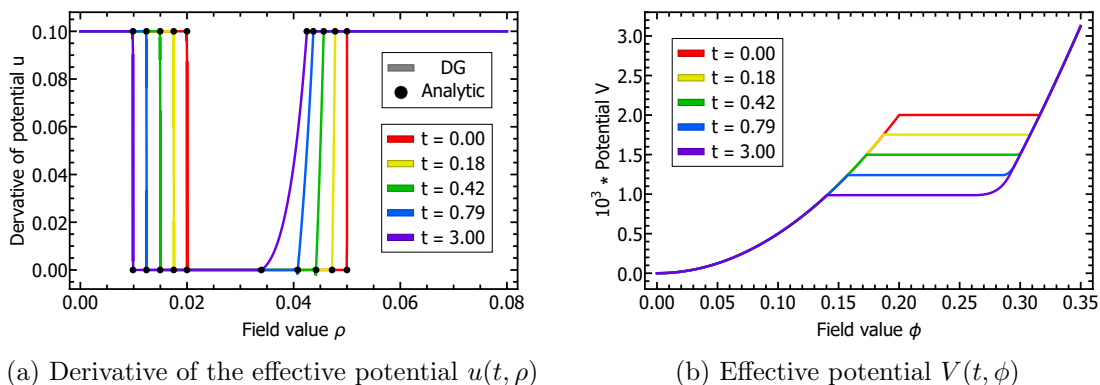 0.10
0.08
0.06
0.04
0.02
0.00
Derivative of potential u
0.00
0.02
0.04
0.06
0.08
Field value ρ
DG
Analytic
t = 0.00
t = 0.18
t = 0.42
t = 0.79
t = 3.00
(a) Derivative of the effective potential u(t, ρ)
3.0
2.5
2.0
1.5
1.0
0.5
0.0
10³ * Potential V
0.00
0.05
0.10
0.15
0.20
0.25
0.30
0.35
Field value ϕ
t = 0.00
t = 0.18
t = 0.42
t = 0.79
t = 3.00
(b) Effective potential V(t, ϕ)